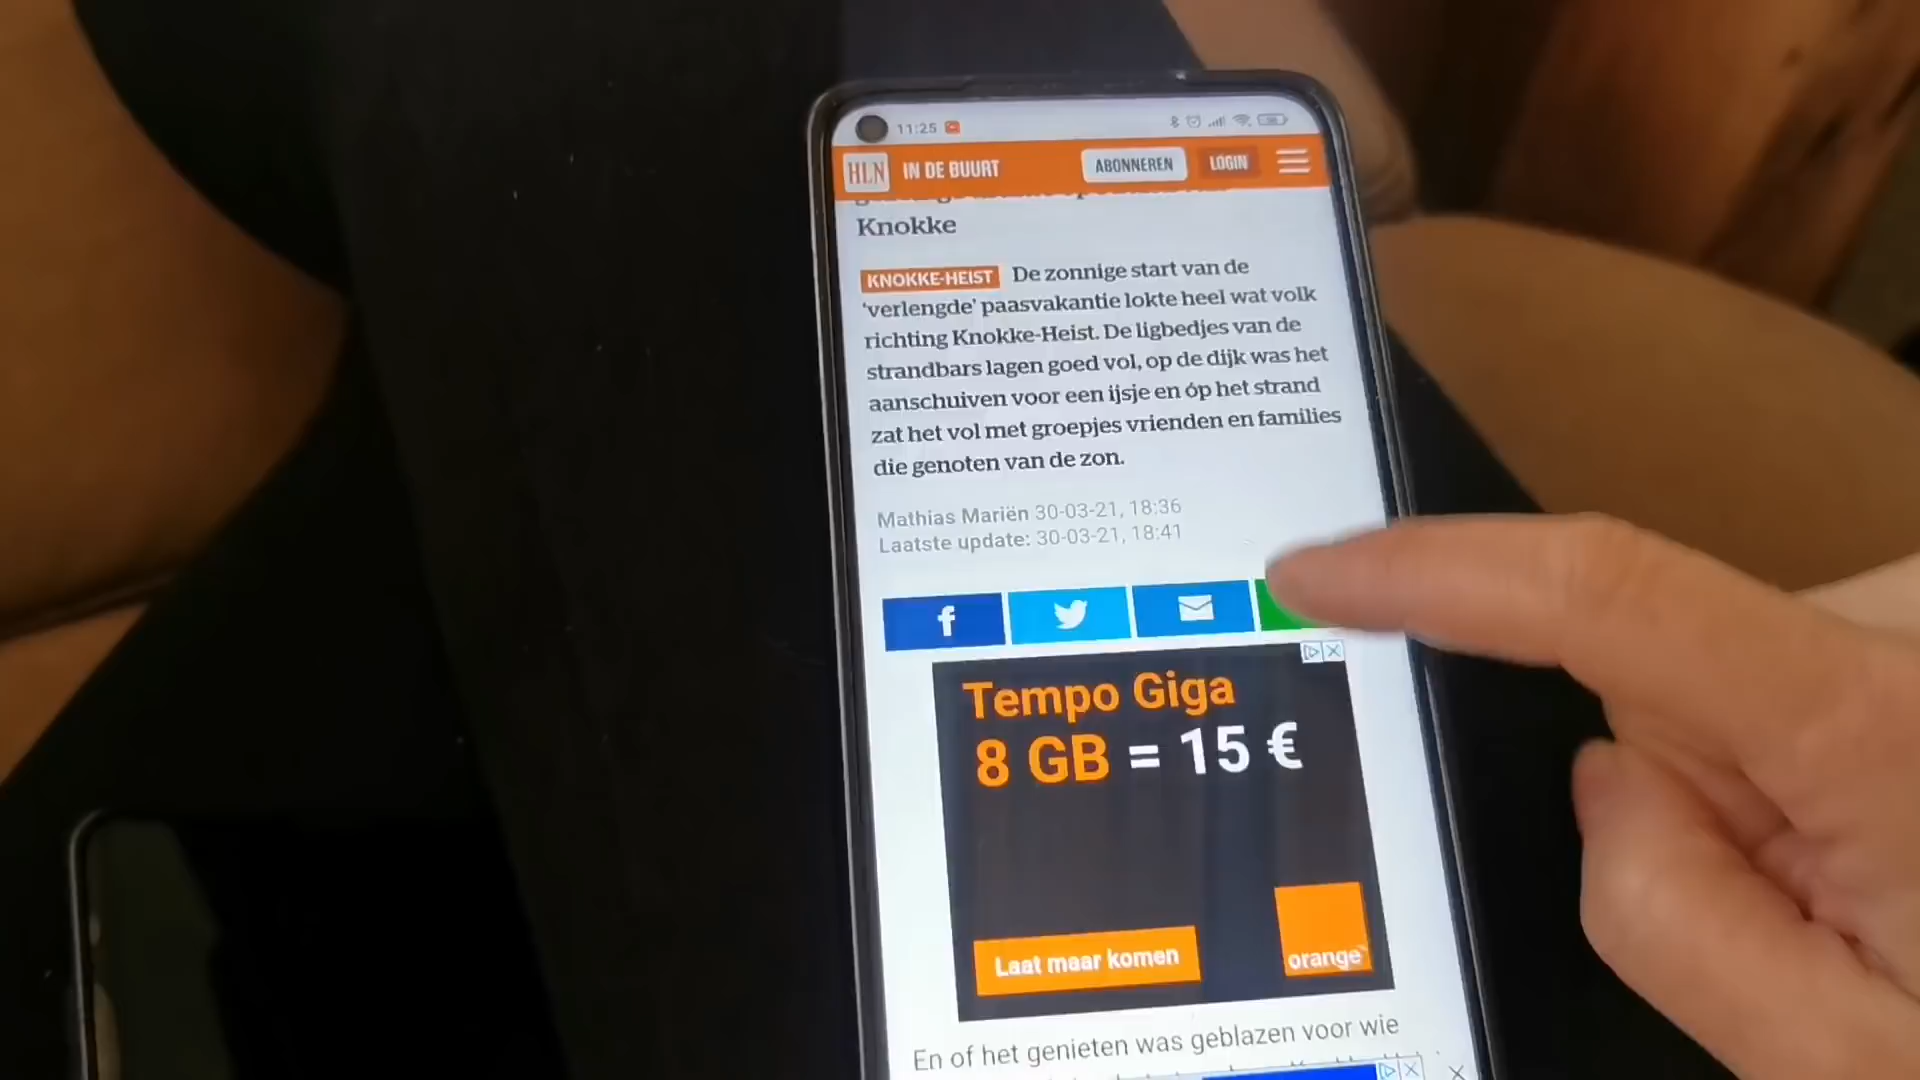 11:25
HLN IN DE BUURT ABONNEREN LOGIN
Knokke
KNOKKE-HEIST De zonnige start van de
‘verlengde’ paasvakantie lokte heel wat volk
richting Knokke-Heist. De ligbedjes van de
strandbars lagen goed vol, op de dijk was het
aanschuiven voor een ijsje en óp het strand
zat het vol met groepjes vrienden en families
die genoten van de zon.
Mathias Mariën 30-03-21, 18:36
Laatste update: 30-03-21, 18:41
Tempo Giga
8 GB = 15 €
Laat maar komen
orange
En of het genieten was geblazen voor wie